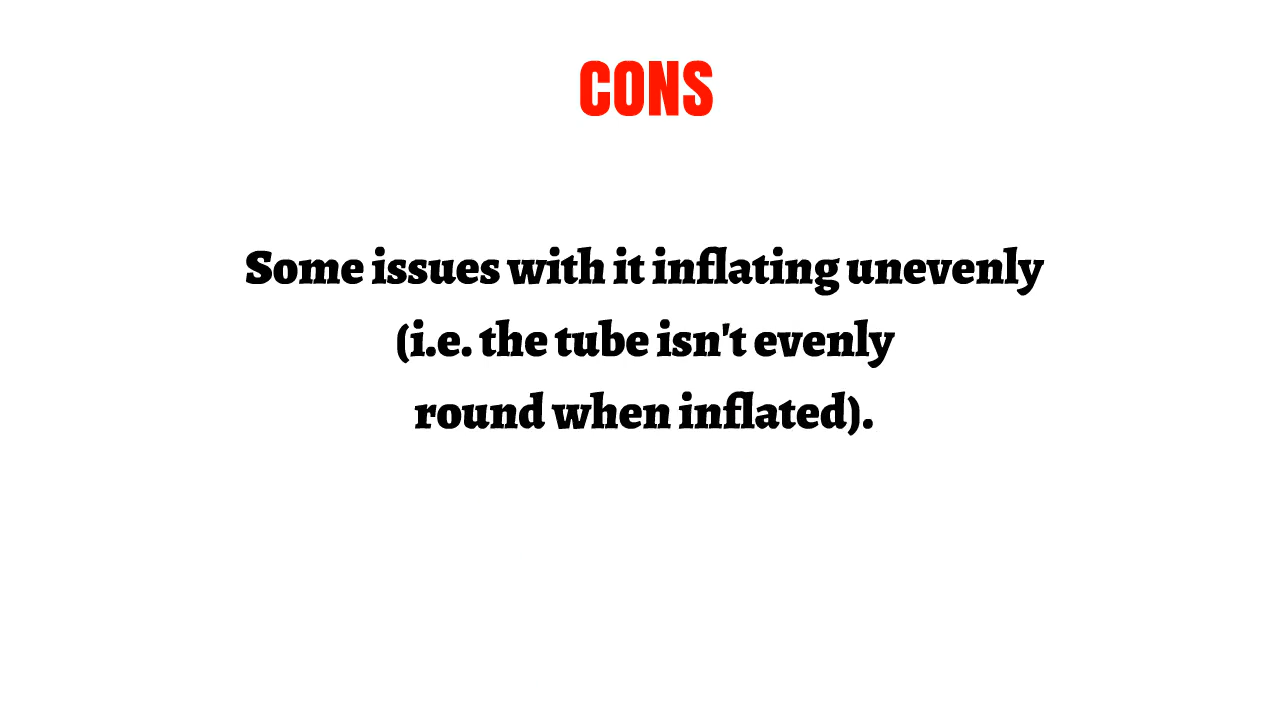 CONS
Some issues with it inflating unevenly
(i.e. the tube isn't evenly
round when inflated).